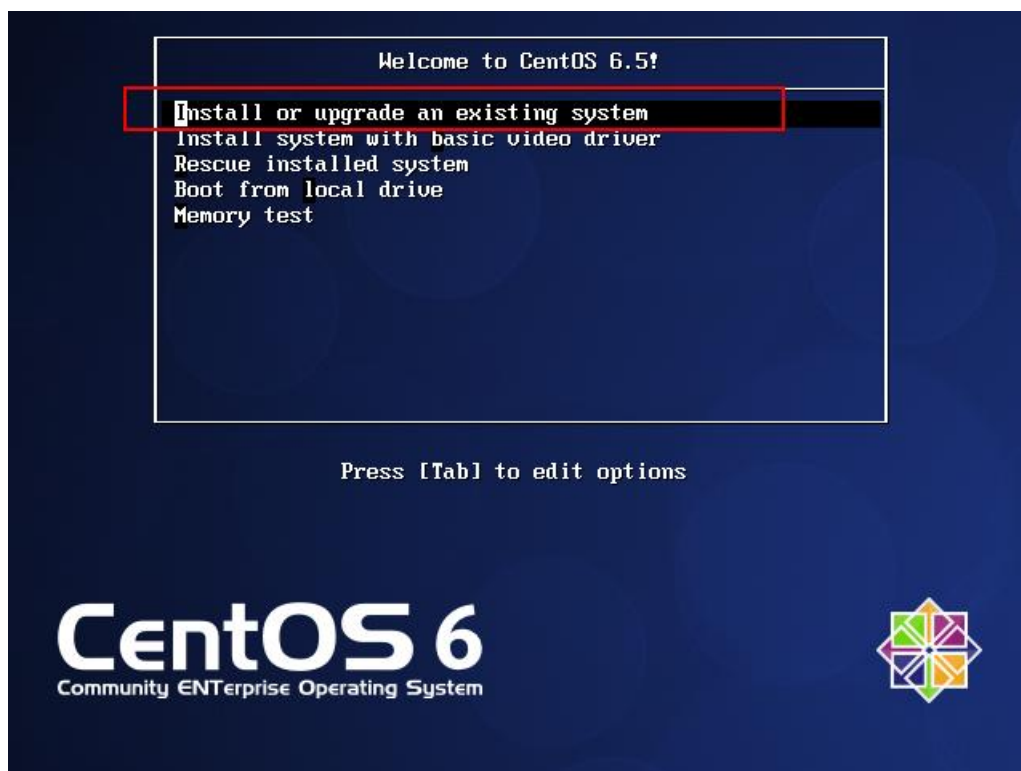 Welcome to CentOS 6.5!
Install or upgrade an existing system
Install system with basic video driver
Rescue installed system
Boot from local drive
Memory test
Press [Tab] to edit options
CentOS 6
Community ENTerprise Operating System